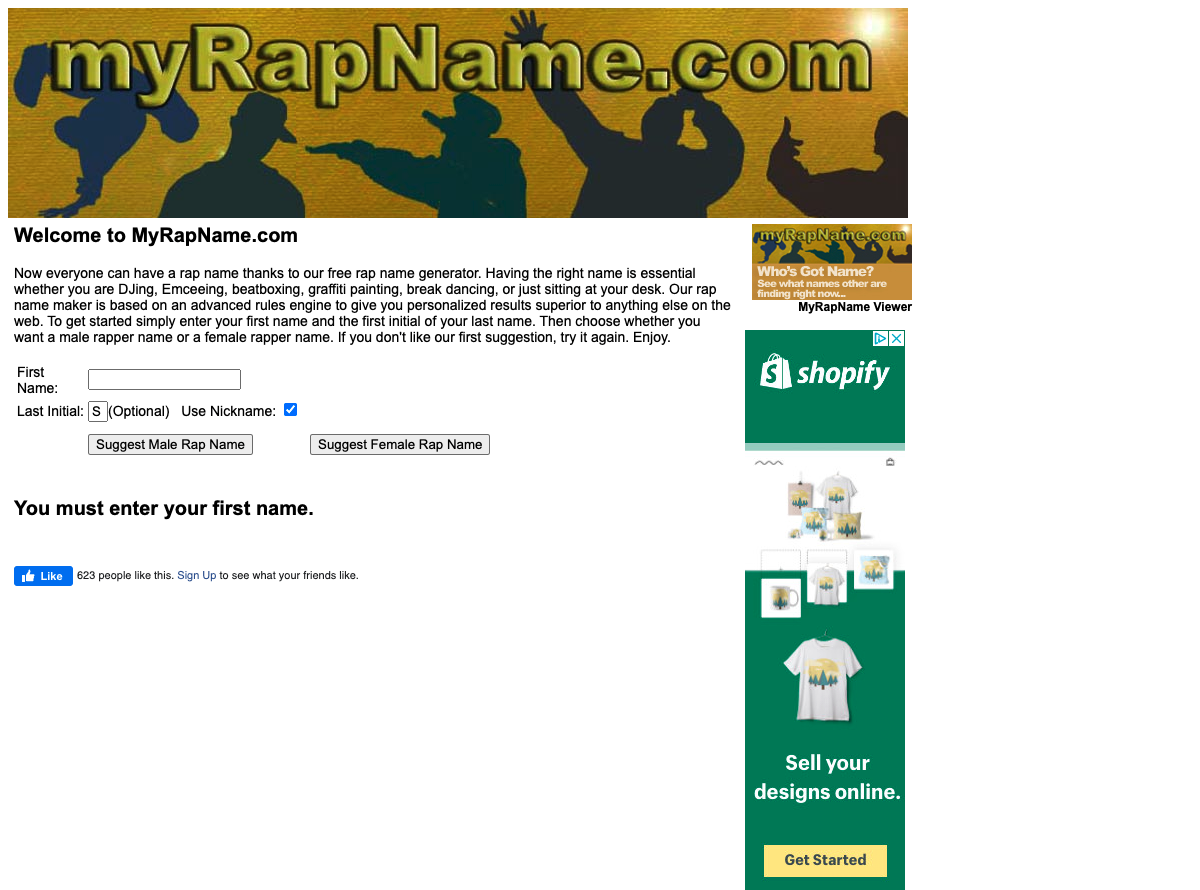 myRapName.com
Welcome to MyRapName.com
Now everyone can have a rap name thanks to our free rap name generator. Having the right name is essential
whether you are DJing, Emceeing, beatboxing, graffiti painting, break dancing, or just sitting at your desk. Our rap
name maker is based on an advanced rules engine to give you personalized results superior to anything else on the
web. To get started simply enter your first name and the first initial of your last name. Then choose whether you
want a male rapper name or a female rapper name. If you don't like our first suggestion, try it again. Enjoy.
First
Name:
Last Initial: S (Optional) Use Nickname:
Suggest Male Rap Name Suggest Female Rap Name
You must enter your first name.
Like 623 people like this. Sign Up to see what your friends like.
myRapName.com
Who's Got Name?
See what names other are
finding right now...
MyRapName Viewer
shopify
Sell your
designs online.
Get Started